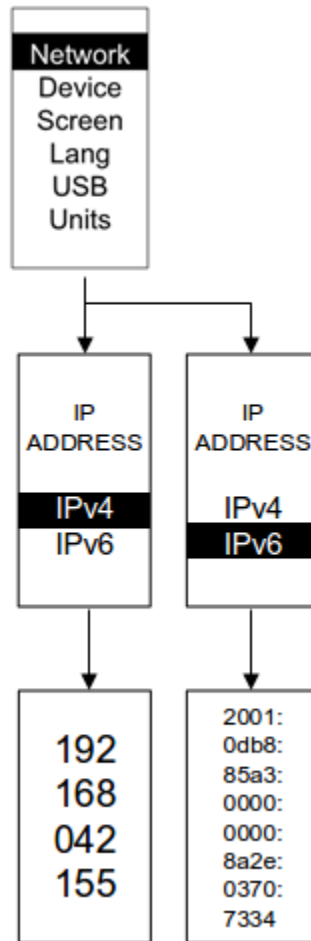 Network
Device
Screen
Lang
USB
Units
IP
ADDRESS
IPv4
IPv6
IP
ADDRESS
IPv4
IPv6
192
168
042
155
2001:
0db8:
85a3:
0000:
0000:
8a2e:
0370:
7334